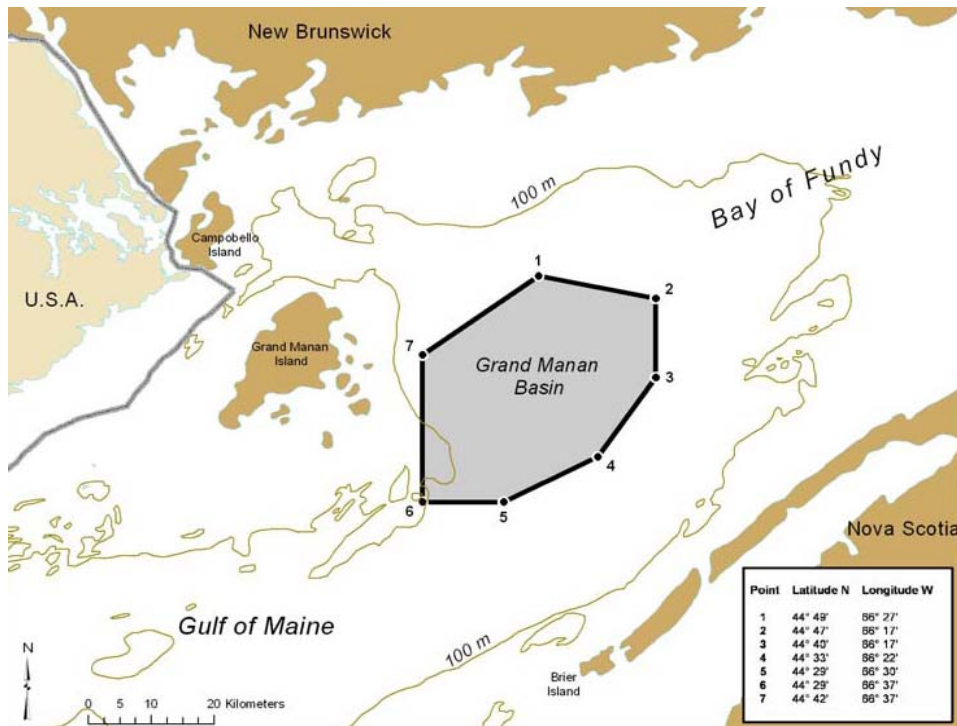 New Brunswick
Bay of Fundy
100 m
Campobello
Island
U.S.A.
Grand Manan
Island
1
2
7
Grand Manan
Basin
3
4
6
5
Nova Scotia
Gulf of Maine
100 m
Brier
Island
N
0 5 10 20 Kilometers
Point Latitude N Longitude W
1 44° 49' 66° 27'
2 44° 47' 66° 17'
3 44° 40' 66° 17'
4 44° 33' 66° 22'
5 44° 29' 66° 30'
6 44° 29' 66° 37'
7 44° 42' 66° 37'